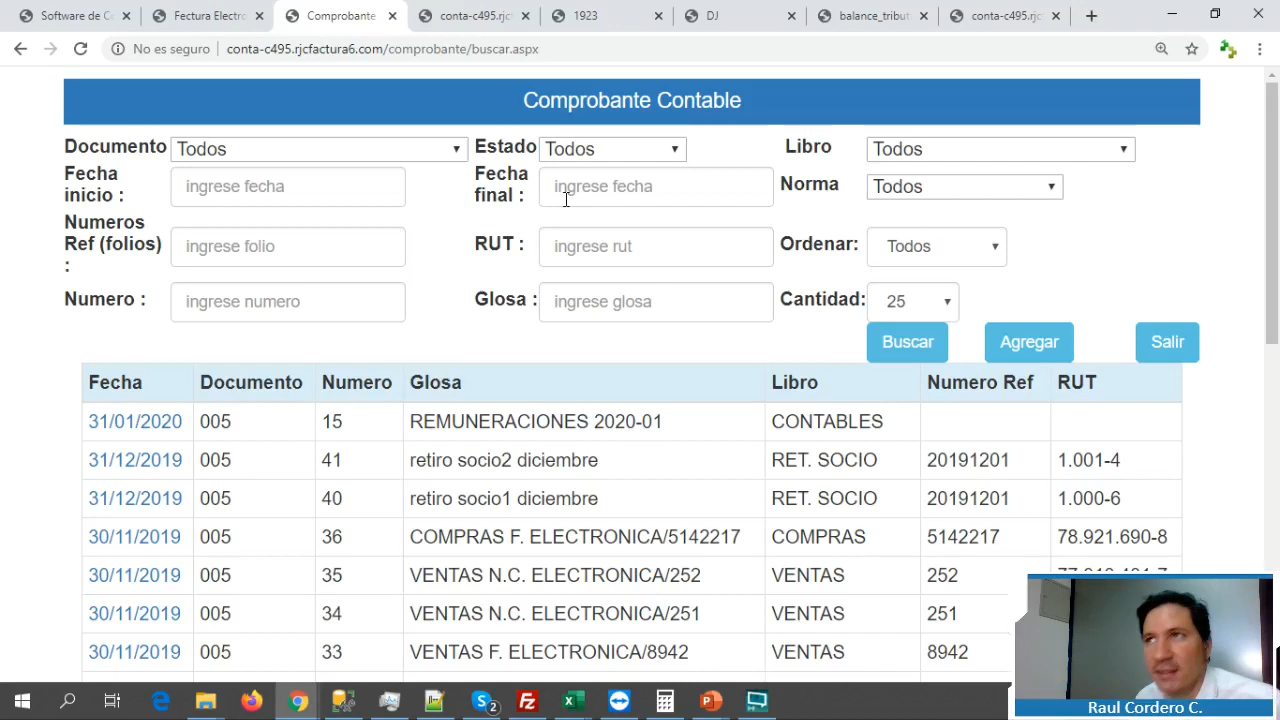 Software de C
Fectura Electro
Comprobante
conta-c495.rjc
1923
DJ
balance_tribut
conta-c495.rjc
No es seguro
conta-c495.rjcfactura6.com/comprobante/buscar.aspx
Comprobante Contable
Documento Todos Estado Todos Libro Todos
Fecha inicio : ingrese fecha Fecha final : ingrese fecha Norma Todos
Numeros Ref (folios) : ingrese folio RUT : ingrese rut Ordenar: Todos
Numero : ingrese numero Glosa : ingrese glosa Cantidad: 25
Buscar Agregar Salir
Fecha Documento Numero Glosa Libro Numero Ref RUT
31/01/2020 005 15 REMUNERACIONES 2020-01 CONTABLES
31/12/2019 005 41 retiro socio2 diciembre RET. SOCIO 20191201 1.001-4
31/12/2019 005 40 retiro socio1 diciembre RET. SOCIO 20191201 1.000-6
30/11/2019 005 36 COMPRAS F. ELECTRONICA/5142217 COMPRAS 5142217 78.921.690-8
30/11/2019 005 35 VENTAS N.C. ELECTRONICA/252 VENTAS 252
30/11/2019 005 34 VENTAS N.C. ELECTRONICA/251 VENTAS 251
30/11/2019 005 33 VENTAS F. ELECTRONICA/8942 VENTAS 8942
2
Raul Cordero C.